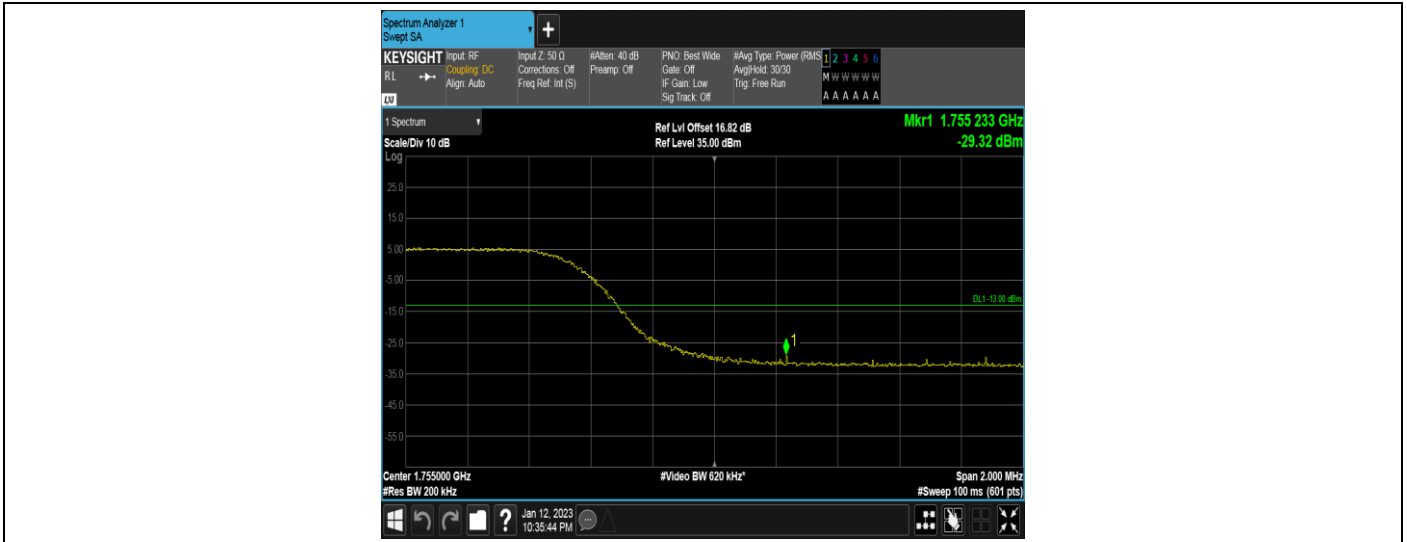 Spectrum Analyzer 1
Swept SA
+
KEYSIGHT
RL
LXI
Input: RF
Coupling: DC
Align: Auto
Input Z: 50 Ω
Corrections: Off
Freq Ref: Int (S)
#Atten: 40 dB
Preamp: Off
PNO: Best Wide
Gate: Off
IF Gain: Low
Sig Track: Off
#Avg Type: Power (RMS
Avg|Hold: 30/30
Trig: Free Run
1 2 3 4 5 6
M W W W W W
A A A A A A
1 Spectrum
Scale/Div 10 dB
Ref Lvl Offset 16.82 dB
Ref Level 35.00 dBm
Mkr1 1.755 233 GHz
-29.32 dBm
Log
25.0
15.0
5.00
-5.00
-15.0
-25.0
-35.0
-45.0
-55.0
DL1 -13.00 dBm
1
Center 1.755000 GHz
#Res BW 200 kHz
#Video BW 620 kHz*
Span 2.000 MHz
#Sweep 100 ms (601 pts)
?
Jan 12, 2023
10:35:44 PM